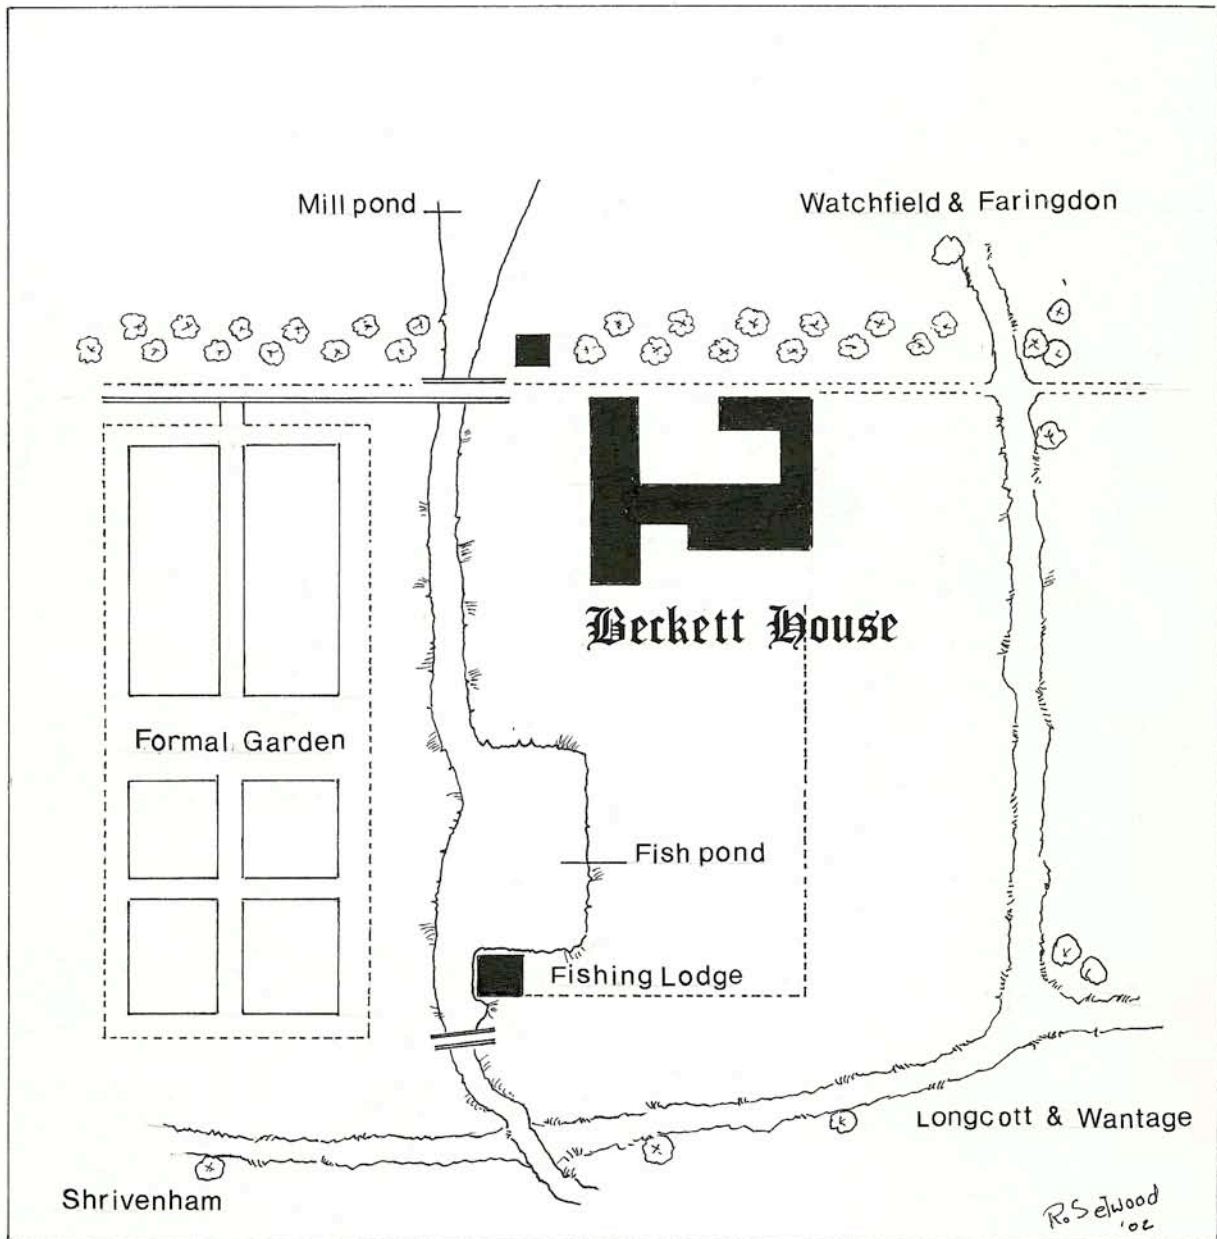 Mill pond
Watchfield & Faringdon
Beckett House
Formal Garden
Fish pond
Fishing Lodge
Longcott & Wantage
Shrivenham
R. Selwood
'02